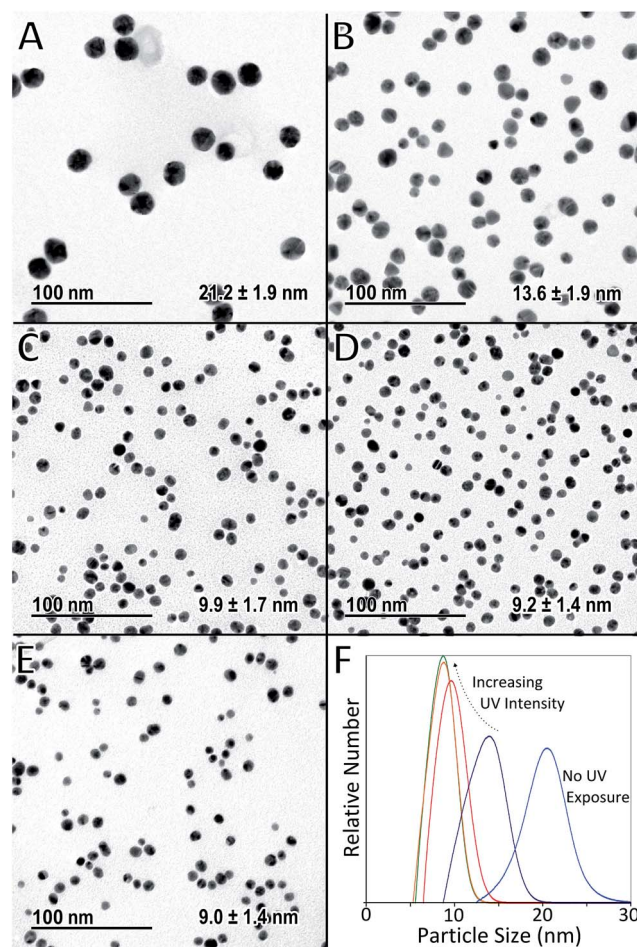 A
100 nm
21.2 ± 1.9 nm
B
100 nm
13.6 ± 1.9 nm
C
100 nm
9.9 ± 1.7 nm
D
100 nm
9.2 ± 1.4 nm
E
100 nm
9.0 ± 1.4 nm
F
Increasing
UV Intensity
No UV
Exposure
Relative Number
0
10
20
30
Particle Size (nm)